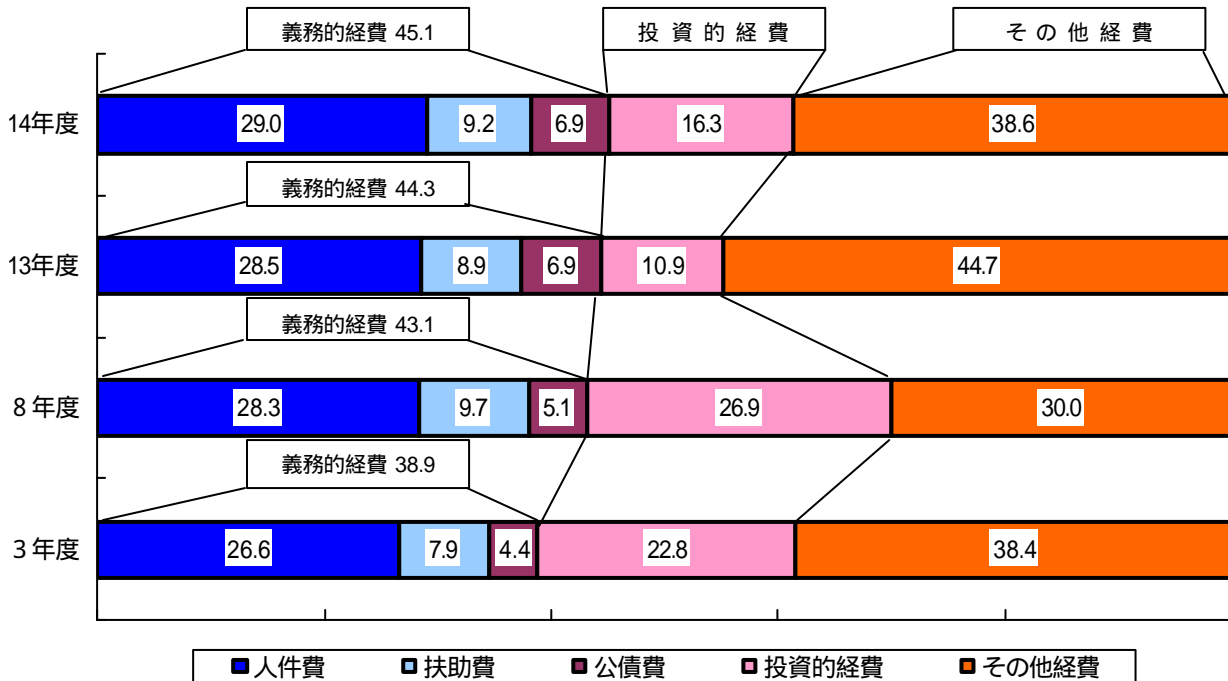 義務的経費 45.1 投資的経費 その他経費
14年度 29.0 9.2 6.9 16.3 38.6
義務的経費 44.3
13年度 28.5 8.9 6.9 10.9 44.7
義務的経費 43.1
8年度 28.3 9.7 5.1 26.9 30.0
義務的経費 38.9
3年度 26.6 7.9 4.4 22.8 38.4
人件費 扶助費 公債費 投資的経費 その他経費